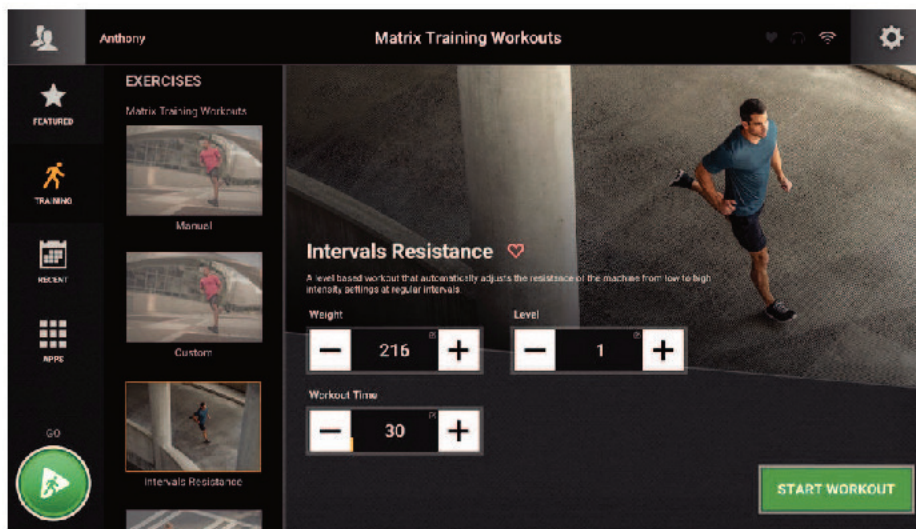 Anthony
Matrix Training Workouts
FEATURED
TRAINING
RECENT
APPS
GO
EXERCISES
Matrix Training Workouts
Manual
Custom
Intervals Resistance
Intervals Resistance
A level based workout that automatically adjusts the resistance of the machine from low to high
intensity settings at regular intervals
Weight
Level
− 216 +
− 1 +
Workout Time
− 30 +
START WORKOUT